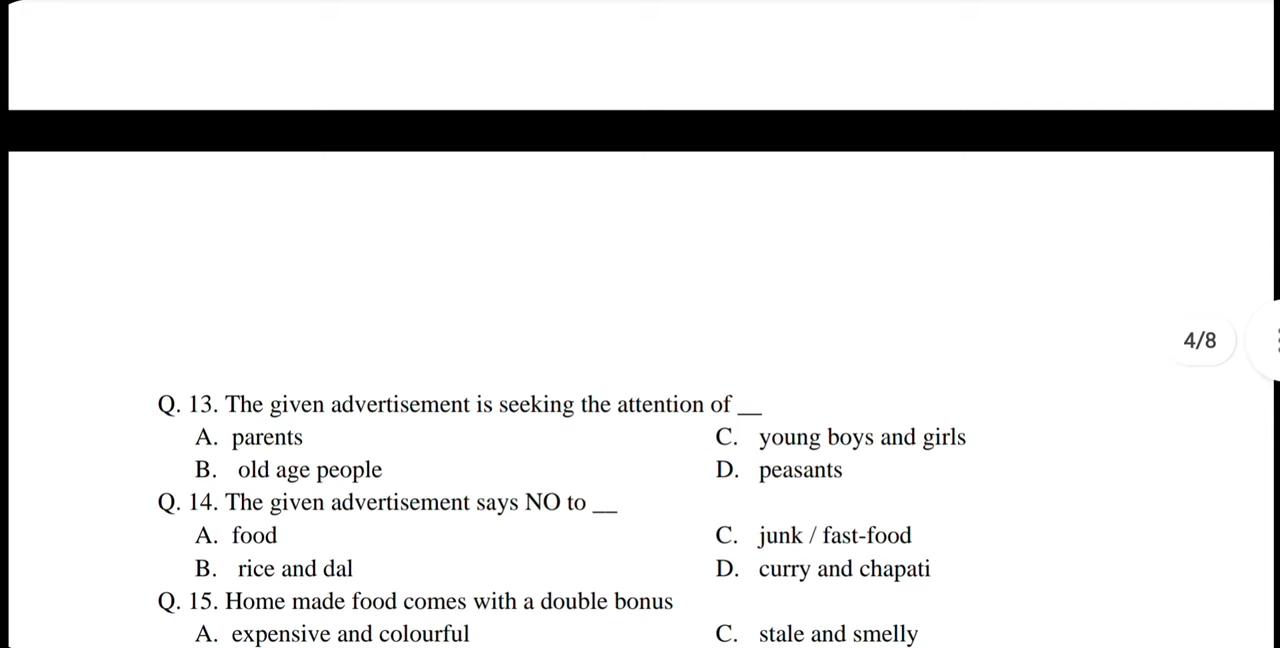 4/8
Q. 13. The given advertisement is seeking the attention of __
A. parents C. young boys and girls
B. old age people D. peasants
Q. 14. The given advertisement says NO to __
A. food C. junk / fast-food
B. rice and dal D. curry and chapati
Q. 15. Home made food comes with a double bonus
A. expensive and colourful C. stale and smelly